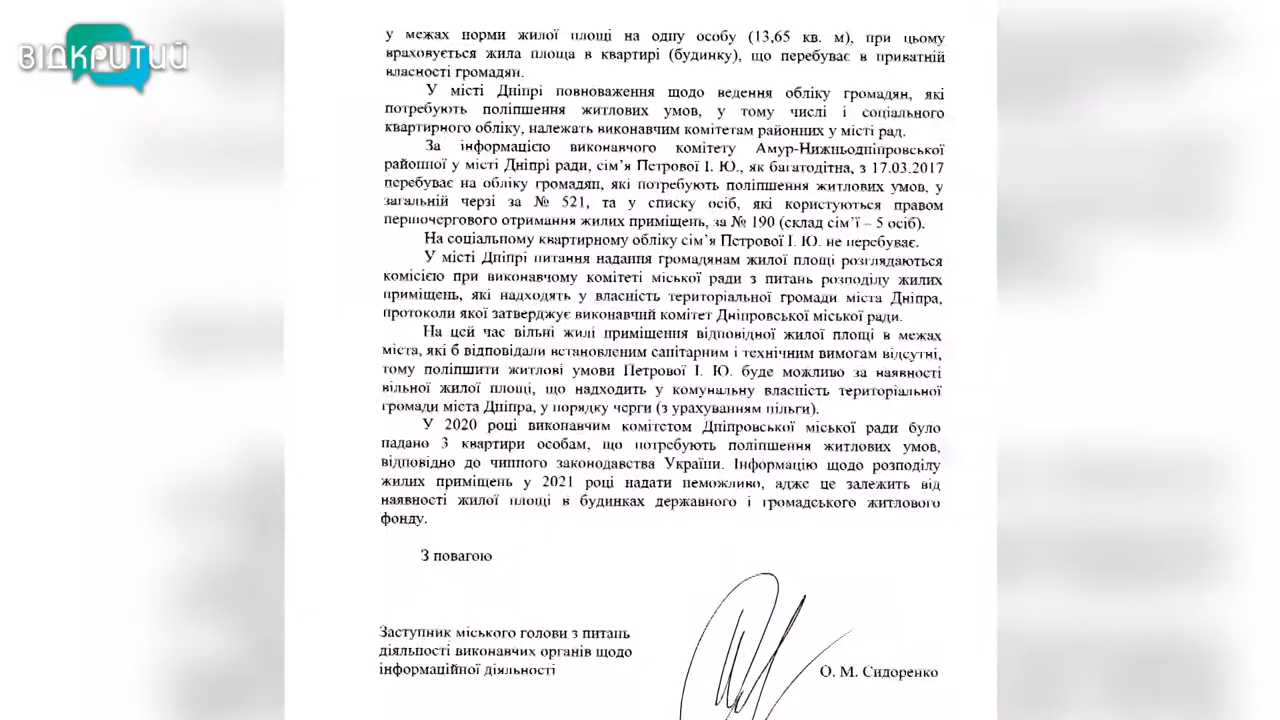 ВІДКРИТИЙ
у межах норми жилої площі на одну особу (13,65 кв. м), при цьому
враховується жила площа в квартирі (будинку), що перебуває в приватній
власності громадян.
У місті Дніпрі повноваження щодо ведення обліку громадян, які
потребують поліпшення житлових умов, у тому числі і соціального
квартирного обліку, належать виконавчим комітетам районних у місті рад.
За інформацією виконавчого комітету Амур-Нижньодніпровської
районної у місті Дніпрі ради, сім’я Петрової І. Ю., як багатодітна, з 17.03.2017
перебуває на обліку громадян, які потребують поліпшення житлових умов, у
загальній черзі за № 521, та у списку осіб, які користуються правом
першочергового отримання жилих приміщень, за № 190 (склад сім’ї – 5 осіб).
На соціальному квартирному обліку сім’я Петрової І. Ю. не перебуває.
У місті Дніпрі питання надання громадянам жилої площі розглядаються
комісією при виконавчому комітеті міської ради з питань розподілу жилих
приміщень, які надходять у власність територіальної громади міста Дніпра,
протоколи якої затверджує виконавчий комітет Дніпровської міської ради.
На цей час вільні жилі приміщення відповідної жилої площі в межах
міста, які б відповідали встановленим санітарним і технічним вимогам відсутні,
тому поліпшити житлові умови Петрової І. Ю. буде можливо за наявності
вільної жилої площі, що надходить у комунальну власність територіальної
громади міста Дніпра, у порядку черги (з урахуванням пільги).
У 2020 році виконавчим комітетом Дніпровської міської ради було
надано 3 квартири особам, що потребують поліпшення житлових умов,
відповідно до чинного законодавства України. Інформацію щодо розподілу
жилих приміщень у 2021 році надати неможливо, адже це залежить від
наявності жилої площі в будинках державного і громадського житлового
фонду.
З повагою
Заступник міського голови з питань
діяльності виконавчих органів щодо
інформаційної діяльності
О. М. Сидоренко